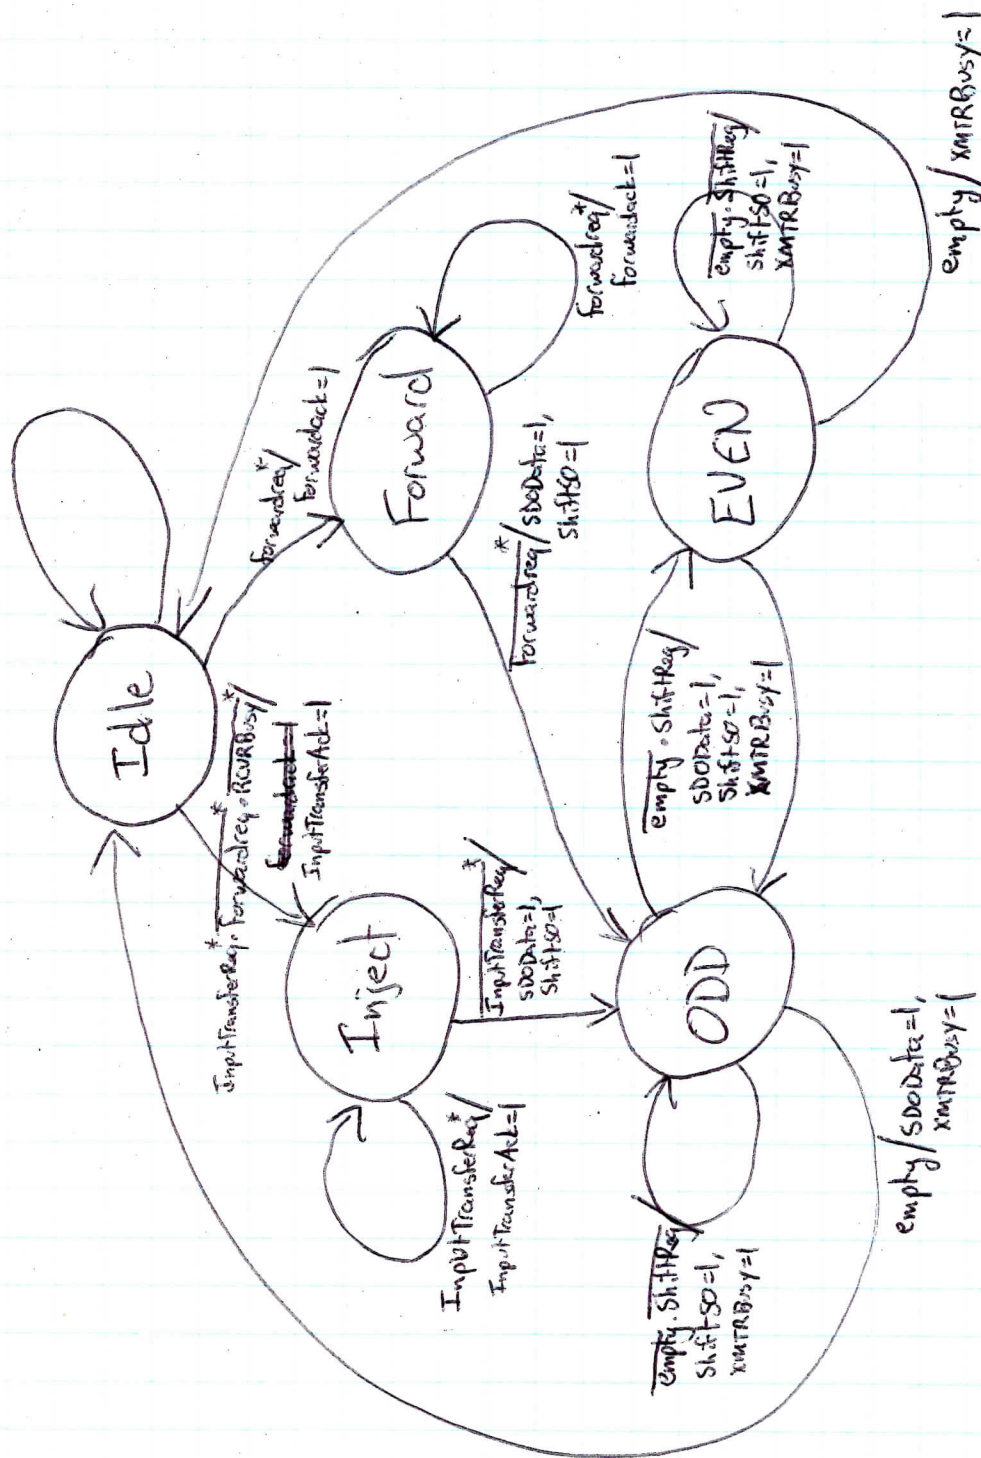 Idle
forwardreq*/
forwardack=1
InputTransferReq*·Forwardreq*·RCVRBusy*/
forwardack=1
InputTransferAck=1
Inject
Forward
InputTransferReq*/
InputTransferAck=1
forwardreq*/
forwardack=1
InputTransferReq*/
SDOData=1,
ShiftSO=1
forwardreq*/SDOData=1,
ShiftSO=1
ODD
EVEN
empty·ShiftReg/
ShiftSO=1,
XMTRBusy=1
empty·ShiftReg/
SDOData=1,
ShiftSO=1,
XMTRBusy=1
empty·ShiftReg/
ShiftSO=1,
XMTRBusy=1
empty/SDOData=1,
XMTRBusy=1
empty/XMTRBusy=1